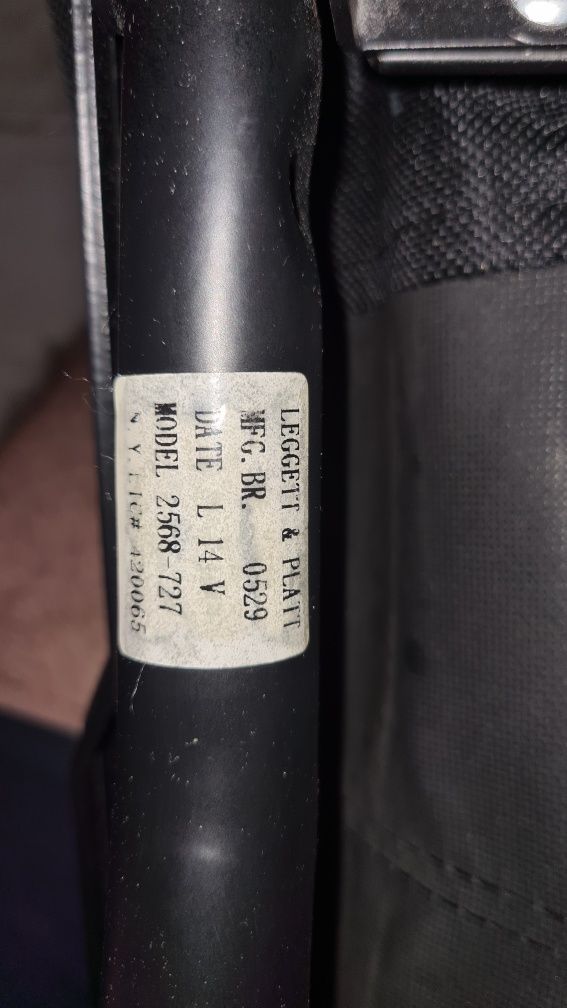 LEGGETT & PLATT
MFG. BR. 0529
DATE L 14 V
MODEL 2568-727
N Y LIC# 420065